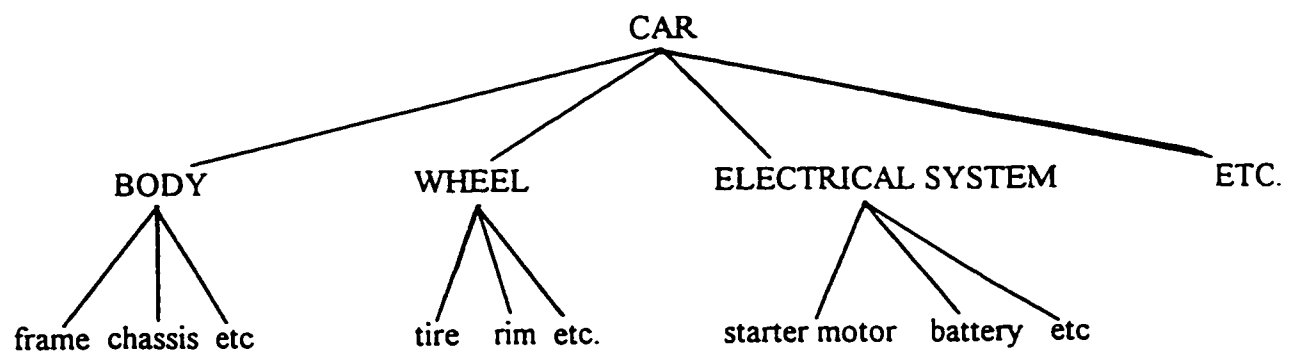 CAR
BODY WHEEL ELECTRICAL SYSTEM ETC.
frame chassis etc tire rim etc. starter motor battery etc